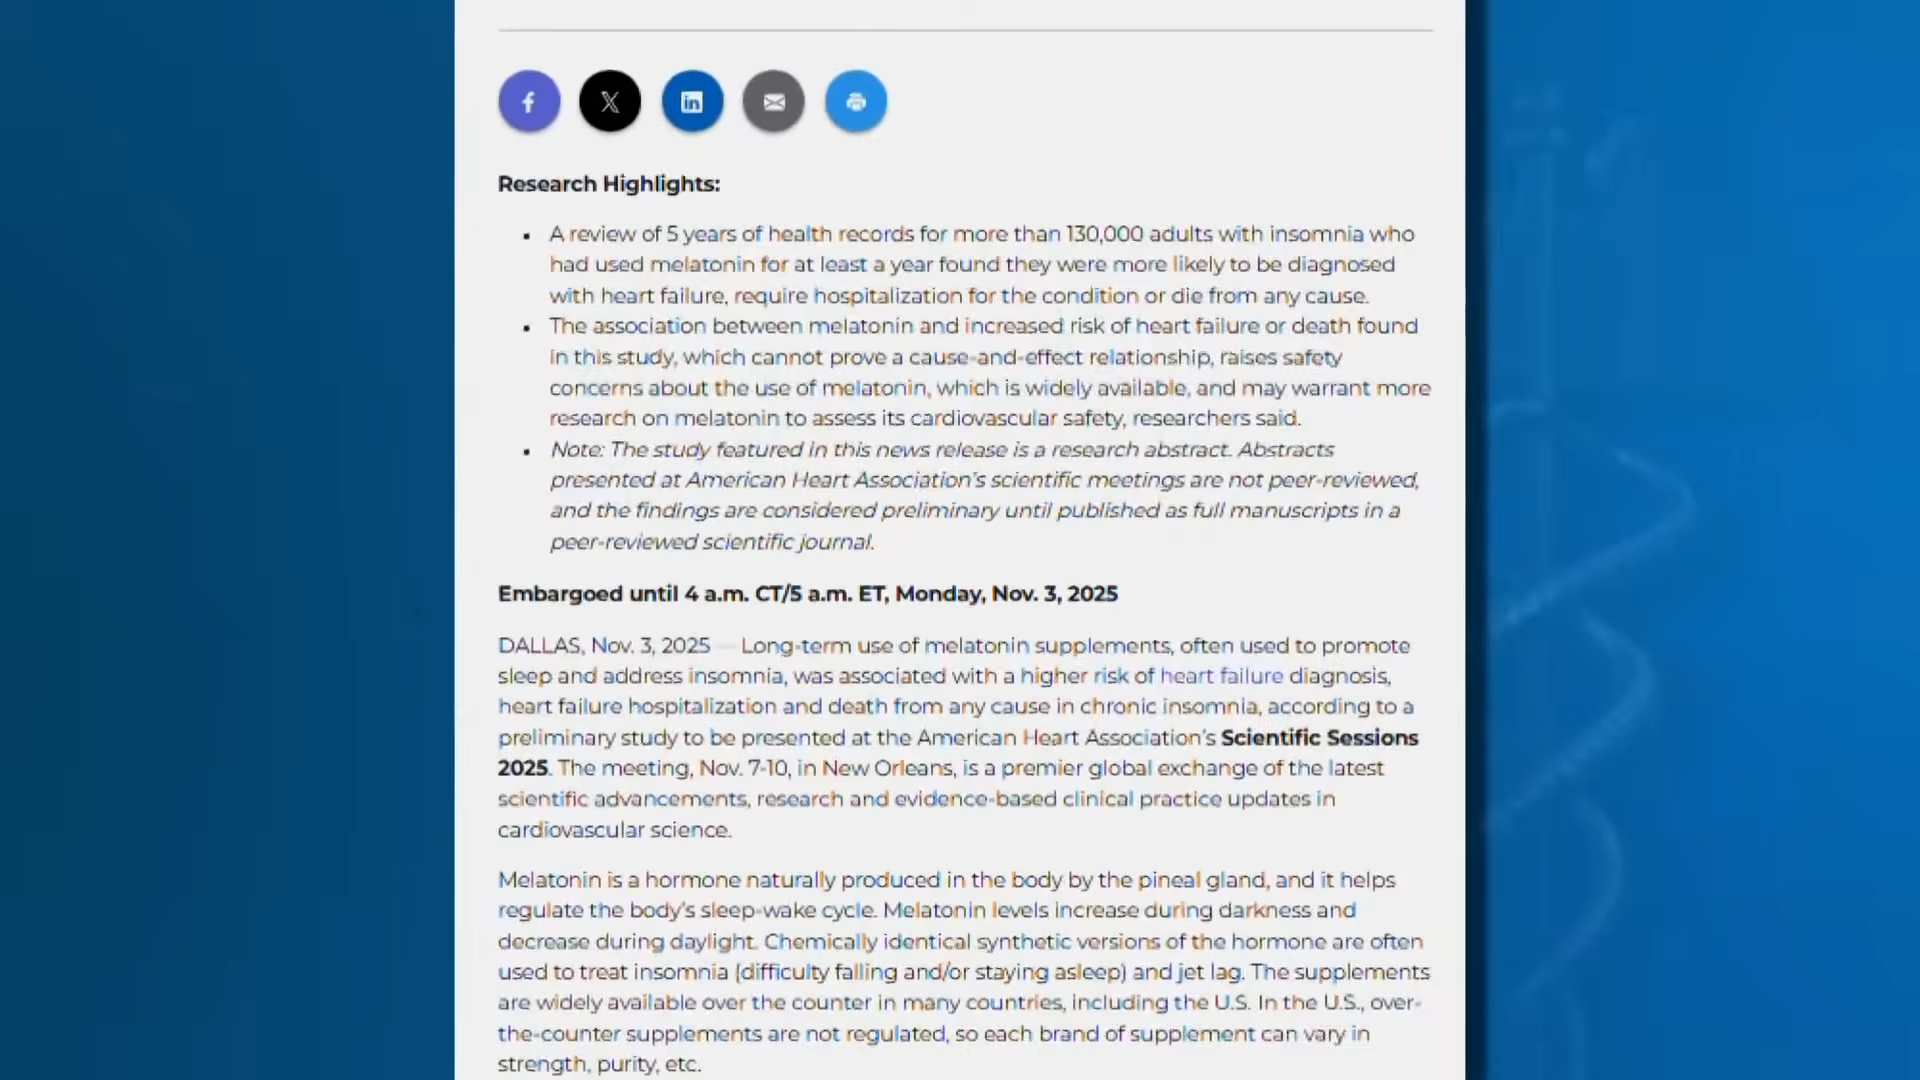 f
X
in
Research Highlights:
• A review of 5 years of health records for more than 130,000 adults with insomnia who
had used melatonin for at least a year found they were more likely to be diagnosed
with heart failure, require hospitalization for the condition or die from any cause.
• The association between melatonin and increased risk of heart failure or death found
in this study, which cannot prove a cause-and-effect relationship, raises safety
concerns about the use of melatonin, which is widely available, and may warrant more
research on melatonin to assess its cardiovascular safety, researchers said.
• Note: The study featured in this news release is a research abstract. Abstracts
presented at American Heart Association's scientific meetings are not peer-reviewed,
and the findings are considered preliminary until published as full manuscripts in a
peer-reviewed scientific journal.
Embargoed until 4 a.m. CT/5 a.m. ET, Monday, Nov. 3, 2025
DALLAS, Nov. 3, 2025 — Long-term use of melatonin supplements, often used to promote
sleep and address insomnia, was associated with a higher risk of heart failure diagnosis,
heart failure hospitalization and death from any cause in chronic insomnia, according to a
preliminary study to be presented at the American Heart Association's Scientific Sessions
2025. The meeting, Nov. 7-10, in New Orleans, is a premier global exchange of the latest
scientific advancements, research and evidence-based clinical practice updates in
cardiovascular science.
Melatonin is a hormone naturally produced in the body by the pineal gland, and it helps
regulate the body's sleep-wake cycle. Melatonin levels increase during darkness and
decrease during daylight. Chemically identical synthetic versions of the hormone are often
used to treat insomnia (difficulty falling and/or staying asleep) and jet lag. The supplements
are widely available over the counter in many countries, including the U.S. In the U.S., over-
the-counter supplements are not regulated, so each brand of supplement can vary in
strength, purity, etc.